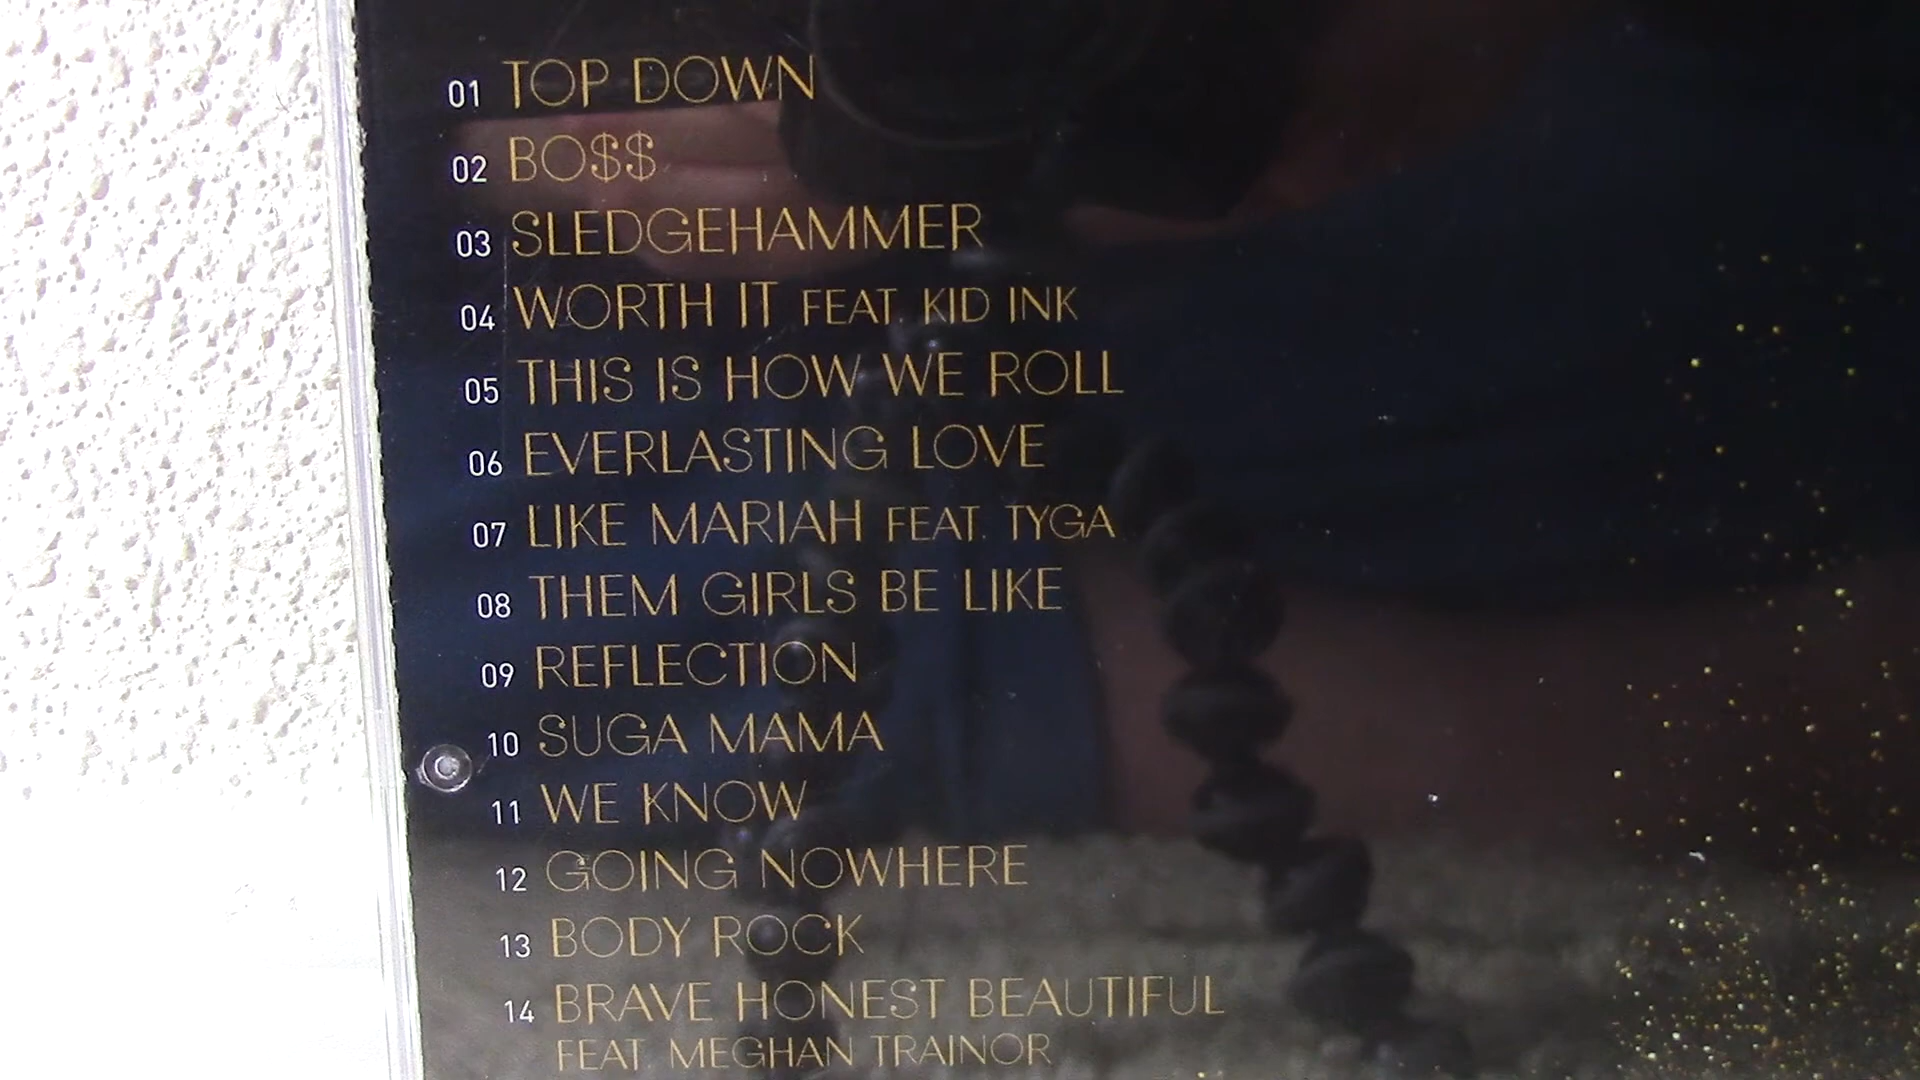 01 TOP DOWN
02 BO$$
03 SLEDGEHAMMER
04 WORTH IT FEAT. KID INK
05 THIS IS HOW WE ROLL
06 EVERLASTING LOVE
07 LIKE MARIAH FEAT. TYGA
08 THEM GIRLS BE LIKE
09 REFLECTION
10 SUGA MAMA
11 WE KNOW
12 GOING NOWHERE
13 BODY ROCK
14 BRAVE HONEST BEAUTIFUL
FEAT. MEGHAN TRAINOR